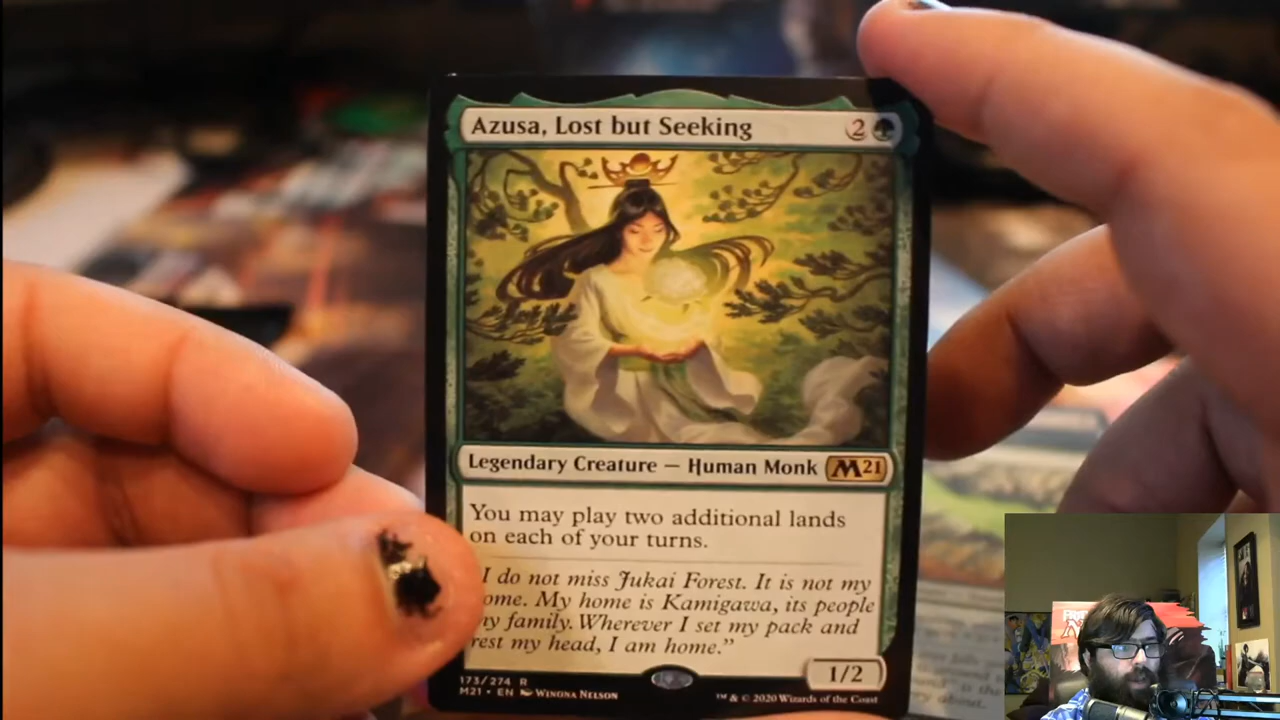 Azusa, Lost but Seeking 2
Legendary Creature — Human Monk M21
You may play two additional lands
on each of your turns.
I do not miss Jukai Forest. It is not my
ome. My home is Kamigawa, its people
y family. Wherever I set my pack and
rest my head, I am home.”
1/2
173/274 R
M21 • EN Winona Nelson
™ & © 2020 Wizards of the Coast